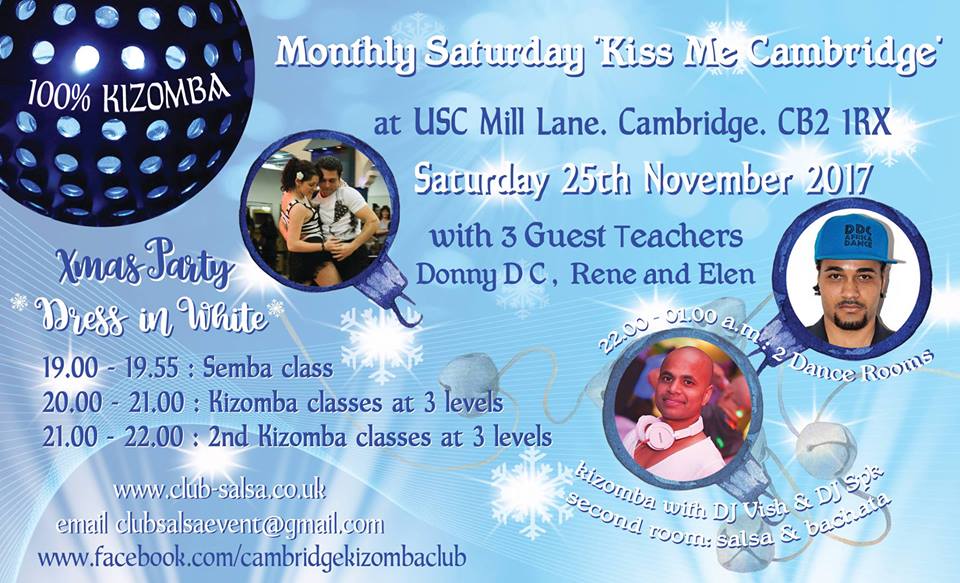 100% KIZOMBA
Monthly Saturday 'Kiss Me Cambridge'
at USC Mill Lane. Cambridge. CB2 1RX
Saturday 25th November 2017
with 3 Guest Teachers
Donny D C , Rene and Elen
DDC
AFRICA
DANCE
Xmas-Party
Dress in White
19.00 - 19.55 : Semba class
20.00 - 21.00 : Kizomba classes at 3 levels
21.00 - 22.00 : 2nd Kizomba classes at 3 levels
22.00 - 01.00 a.m : 2 Dance Rooms
kizomba with DJ Vish & DJ Spk
second room: salsa & bachata
www.club-salsa.co.uk
email clubsalsaevent@gmail.com
www.facebook.com/cambridgekizombaclub